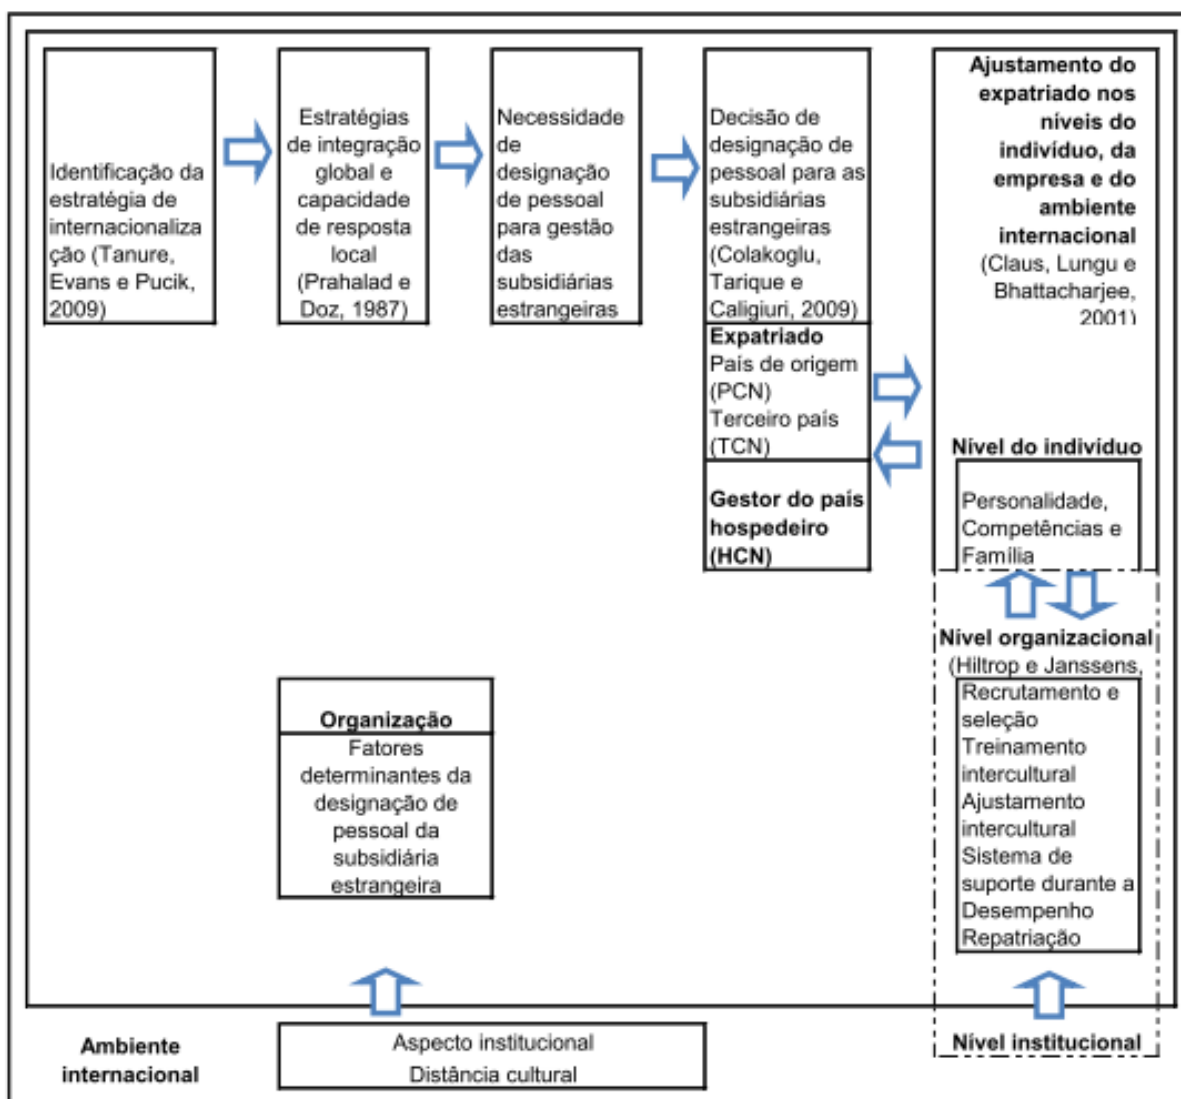 Identificação da
estratégia de
internacionaliza
ção (Tanure,
Evans e Pucik,
2009)
Estratégias
de integração
global e
capacidade
de resposta
local
(Prahalad e
Doz, 1987)
Necessidade
de
designação
de pessoal
para gestão
das
subsidiárias
estrangeiras
Decisão de
designação de
pessoal para as
subsidiárias
estrangeiras
(Colakoglu,
Tarique e
Caligiuri, 2009)
Expatriado
País de origem
(PCN)
Terceiro país
(TCN)
Gestor do país
hospedeiro
(HCN)
Ajustamento do
expatriado nos
níveis do
indivíduo, da
empresa e do
ambiente
internacional
(Claus, Lungu e
Bhattacharjee,
2001)
Nível do indivíduo
Personalidade,
Competências e
Família
Nível organizacional
(Hiltrop e Janssens,
Recrutamento e
seleção
Treinamento
intercultural
Ajustamento
intercultural
Sistema de
suporte durante a
Desempenho
Repatriação
Nível institucional
Organização
Fatores
determinantes da
designação de
pessoal da
subsidiária
estrangeira
Ambiente
internacional
Aspecto institucional
Distância cultural